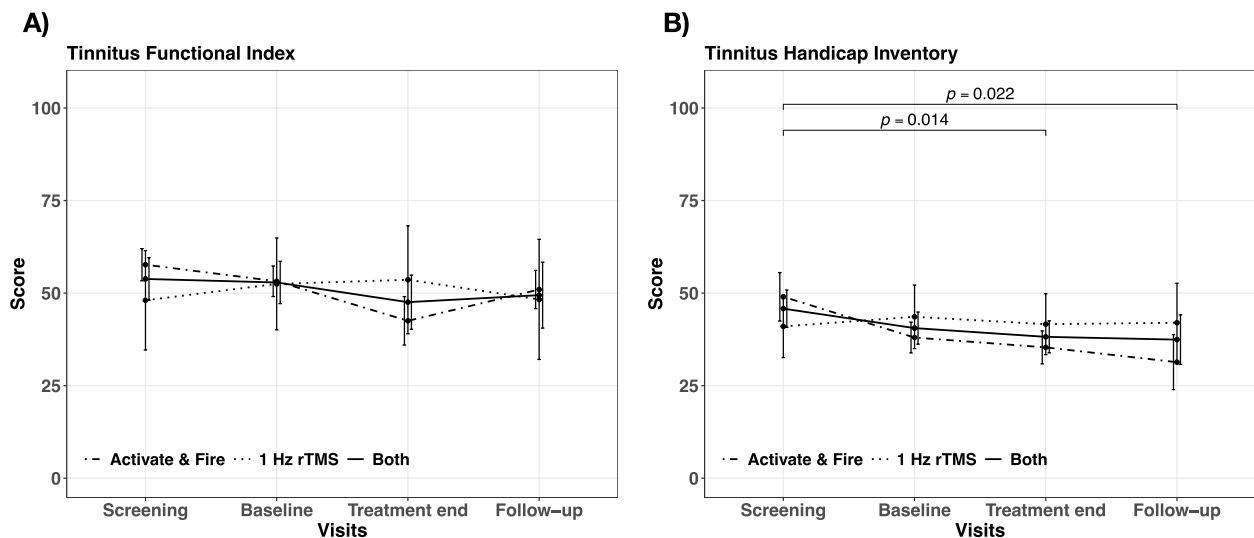 A)
Tinnitus Functional Index
100
75
50
25
0
Score
Activate & Fire 1 Hz rTMS Both
Screening Baseline Treatment end Follow−up
Visits
B)
Tinnitus Handicap Inventory
p = 0.022
p = 0.014
100
75
50
25
0
Score
Activate & Fire 1 Hz rTMS Both
Screening Baseline Treatment end Follow−up
Visits